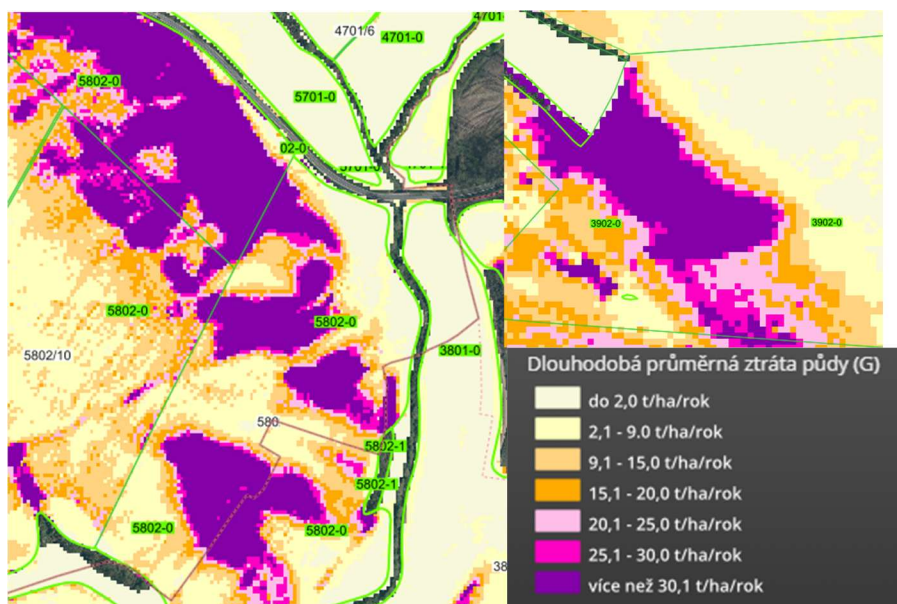 4701/6
4701-0
4701-
5802-0
5701-0
02-0
5701-0
3902-0
3902-0
5802-0
5802-0
5802/10
3801-0
580
5802-1
5802-1
5802-0
5802-0
38
Dlouhodobá průměrná ztráta půdy (G)
do 2,0 t/ha/rok
2,1 - 9.0 t/ha/rok
9,1 - 15,0 t/ha/rok
15,1 - 20,0 t/ha/rok
20,1 - 25,0 t/ha/rok
25,1 - 30,0 t/ha/rok
více než 30,1 t/ha/rok